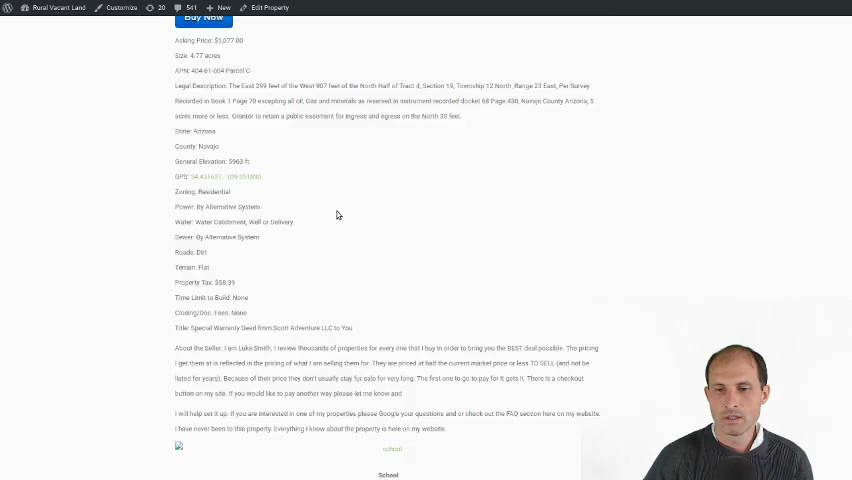 Rural Vacant Land Customize 20 541 New Edit Property
Buy Now
Asking Price: $1,077.00
Size: 4.77 acres
APN: 404-61-004 Parcel C
Legal Description: The East 299 feet of the West 907 feet of the North Half of Tract 4, Section 19, Township 12 North, Range 23 East, Per Survey
Recorded in book 1 Page 70 excepting all oil, Gas and minerals as reserved in instrument recorded docket 68 Page 430, Navajo County Arizona, 5
acres more or less. Grantor to retain a public easement for ingress and egress on the North 30 feet.
State: Arizona
County: Navajo
General Elevation: 5963 ft.
GPS: 34.431637, -109.951800
Zoning: Residential
Power: By Alternative System
Water: Water Catchment, Well or Delivery
Sewer: By Alternative System
Roads: Dirt
Terrain: Flat
Property Tax: $58.39
Time Limit to Build: None
Closing/Doc. Fees: None
Title: Special Warranty Deed from Scott Adventure LLC to You
About the Seller: I am Luke Smith. I review thousands of properties for every one that I buy in order to bring you the BEST deal possible. The pricing
I get them at is reflected in the pricing of what I am selling them for. They are priced at half the current market price or less TO SELL (and not be
listed for years). Because of their price they don't usually stay for sale for very long. The first one to go to pay for it gets it. There is a checkout
button on my site. If you would like to pay another way please let me know and
I will help set it up. If you are interested in one of my properties please Google your questions and or check out the FAQ section here on my website.
I have never been to this property. Everything I know about the property is here on my website.
school
School